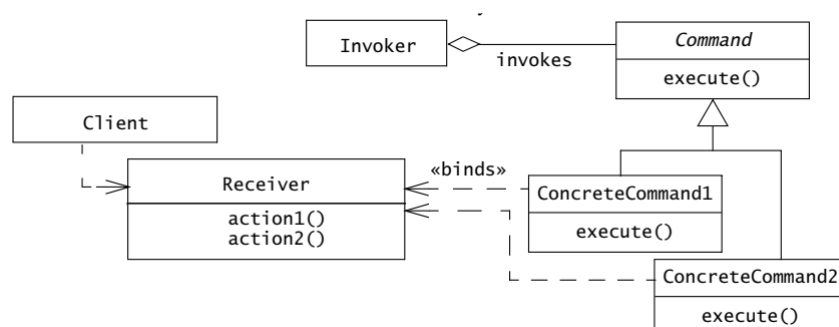 Invoker
invokes
Command
execute()
Client
Receiver
action1()
action2()
«binds»
ConcreteCommand1
execute()
ConcreteCommand2
execute()